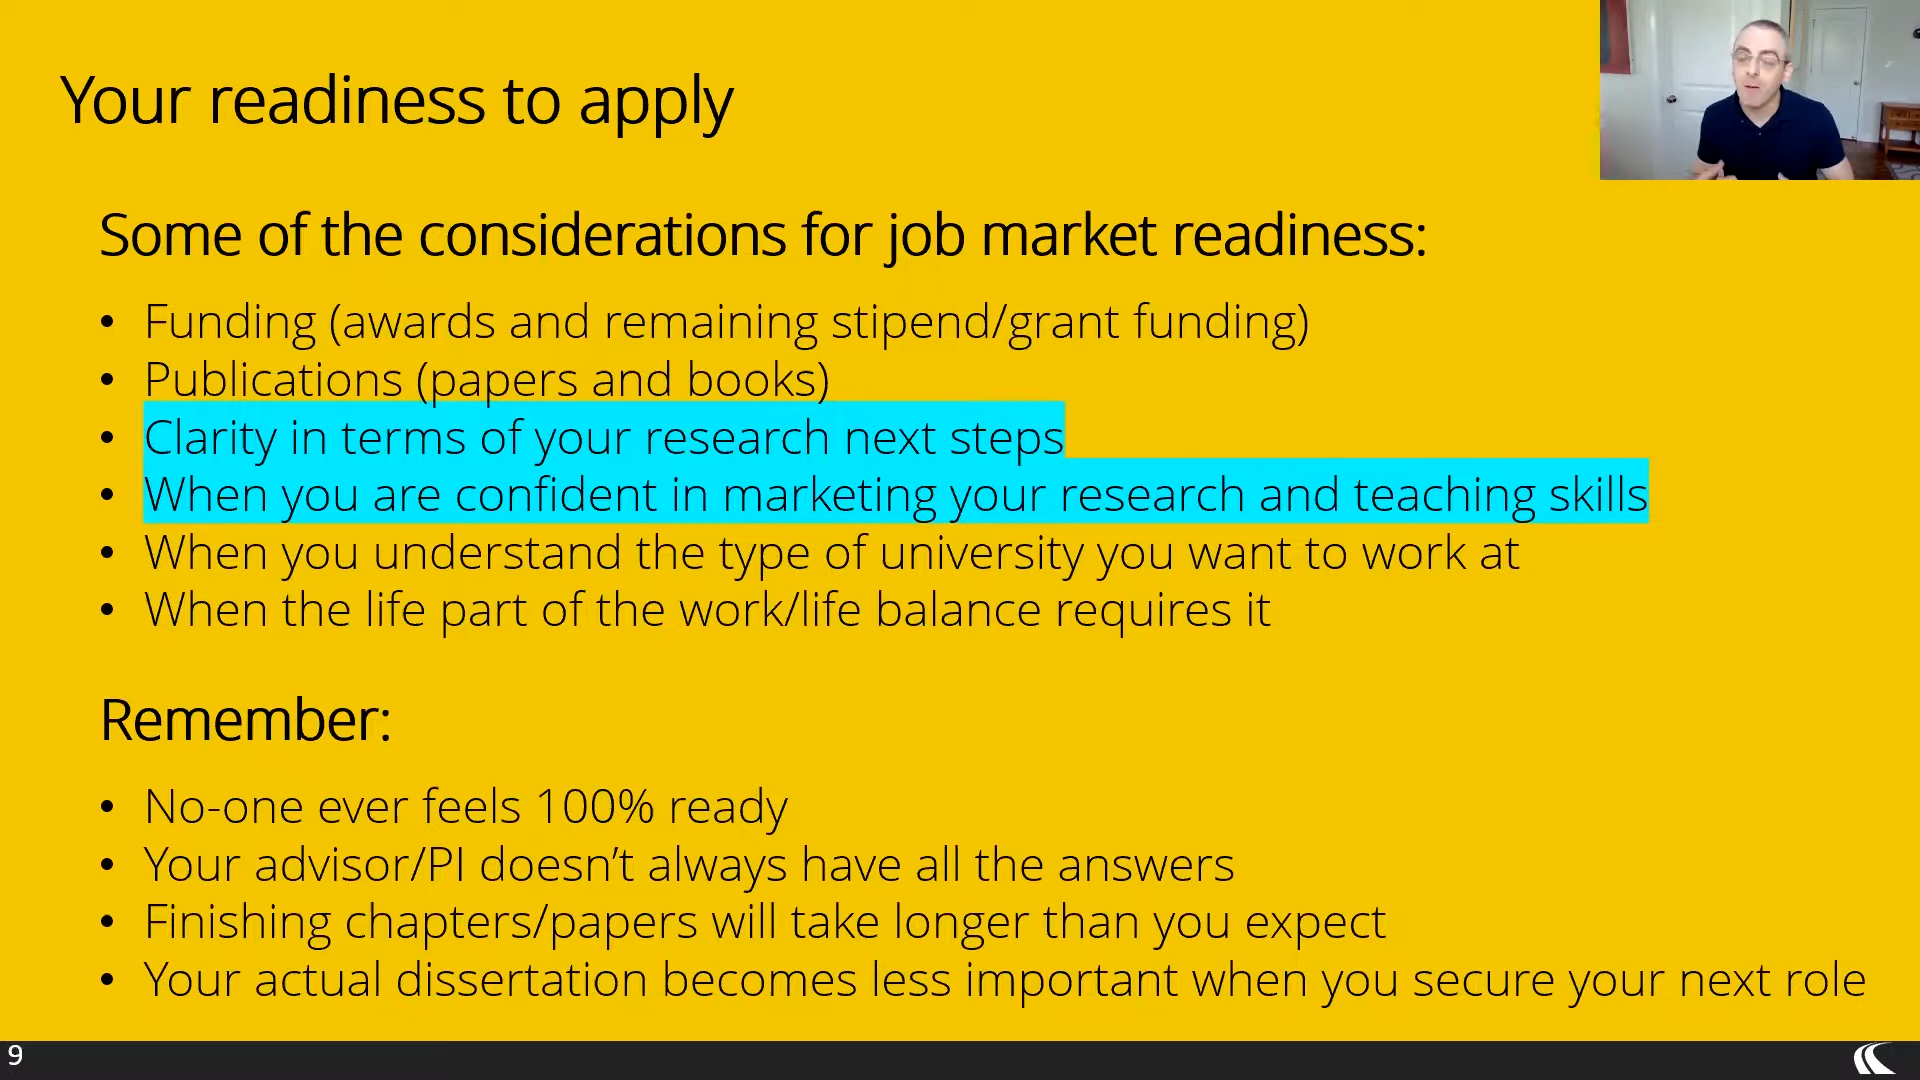 Your readiness to apply
Some of the considerations for job market readiness:
• Funding (awards and remaining stipend/grant funding)
• Publications (papers and books)
• Clarity in terms of your research next steps
• When you are confident in marketing your research and teaching skills
• When you understand the type of university you want to work at
• When the life part of the work/life balance requires it
Remember:
• No-one ever feels 100% ready
• Your advisor/PI doesn’t always have all the answers
• Finishing chapters/papers will take longer than you expect
• Your actual dissertation becomes less important when you secure your next role
9